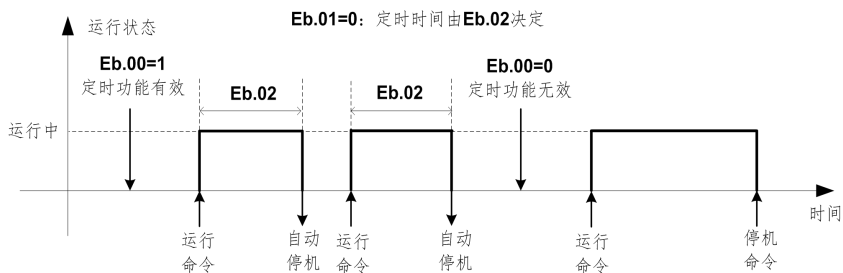 Eb.01=0：定时时间由Eb.02决定
运行状态
Eb.00=1
定时功能有效
Eb.02
Eb.02
Eb.00=0
定时功能无效
运行中
时间
运行
命令
自动
停机
运行
命令
自动
停机
运行
命令
停机
命令